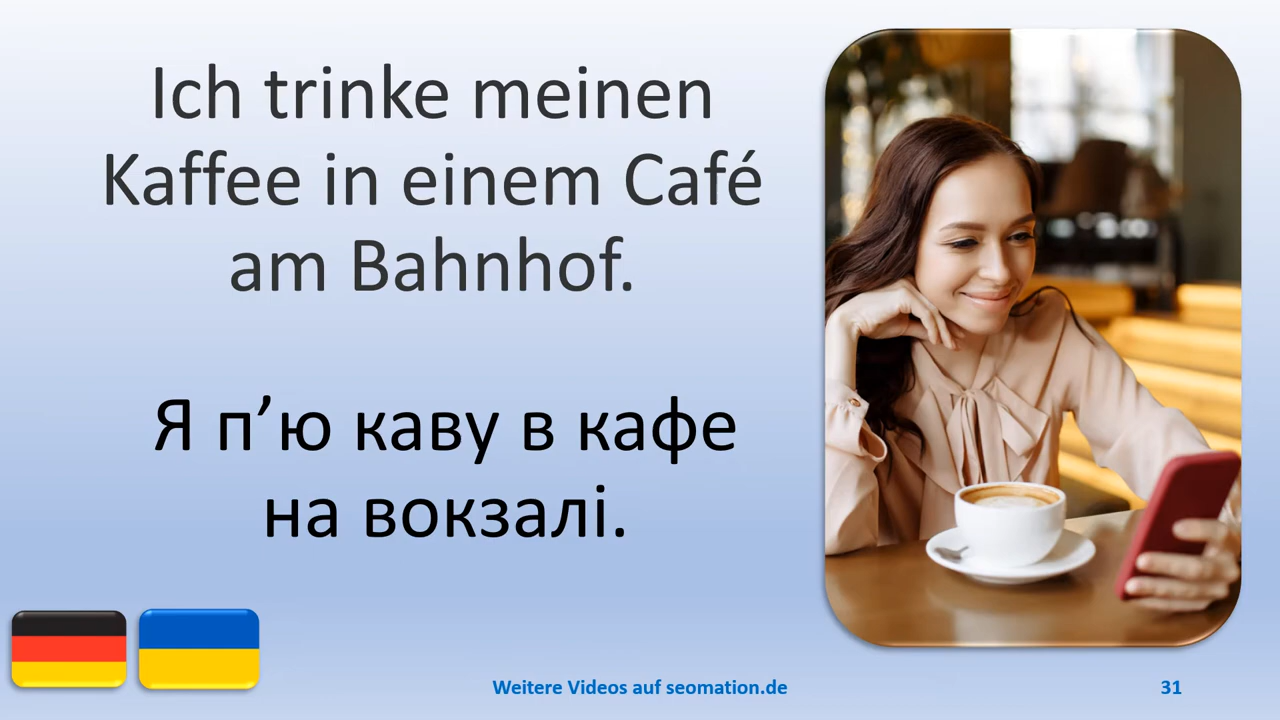 Ich trinke meinen
Kaffee in einem Café
am Bahnhof.
Я п’ю каву в кафе
на вокзалі.
Weitere Videos auf seomation.de
31